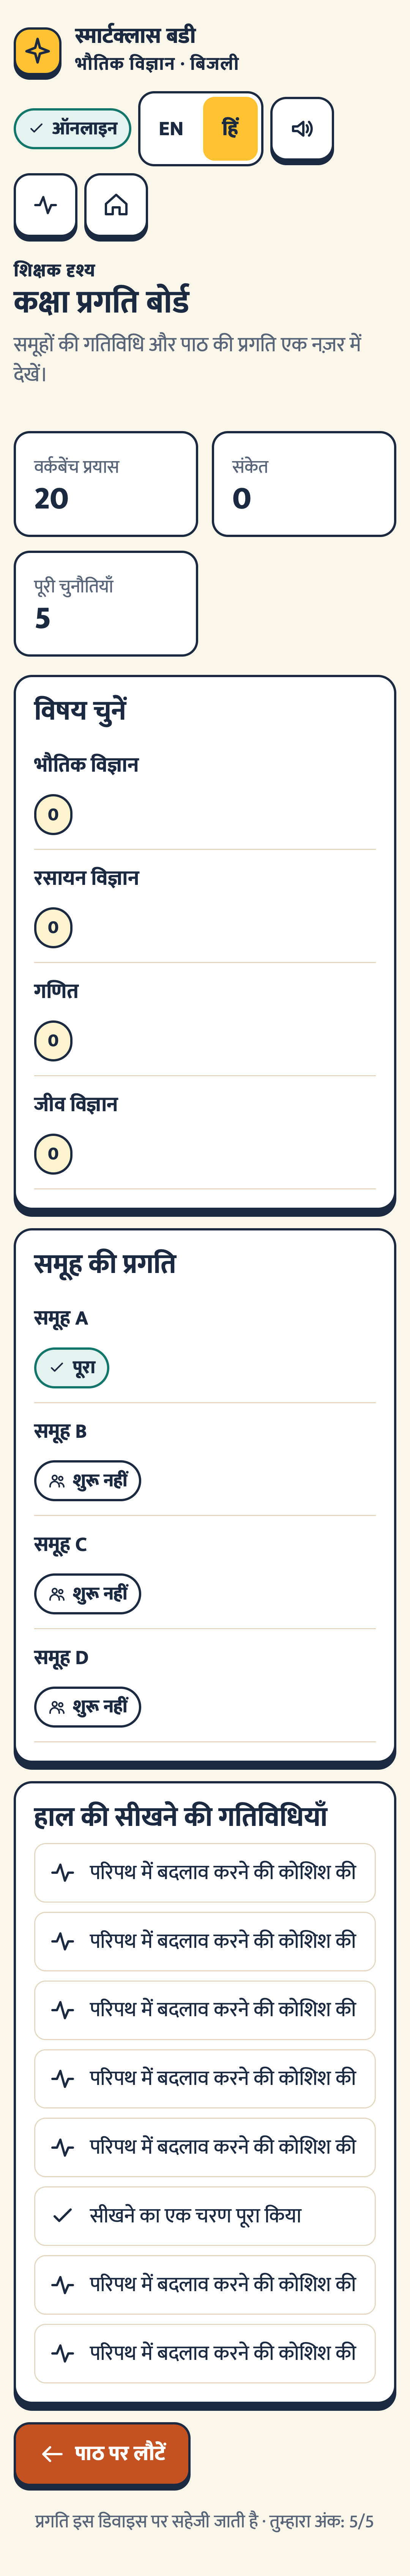 स्मार्टक्लास बडी
भौतिक विज्ञान · बिजली
ऑनलाइन
EN
हिं
शिक्षक दृश्य
कक्षा प्रगति बोर्ड
समूहों की गतिविधि और पाठ की प्रगति एक नज़र में
देखें।
वर्कबेंच प्रयास
20
संकेत
0
पूरी चुनौतियाँ
5
विषय चुनें
भौतिक विज्ञान
0
रसायन विज्ञान
0
गणित
0
जीव विज्ञान
0
समूह की प्रगति
समूह A
पूरा
समूह B
शुरू नहीं
समूह C
शुरू नहीं
समूह D
शुरू नहीं
हाल की सीखने की गतिविधियाँ
परिपथ में बदलाव करने की कोशिश की
परिपथ में बदलाव करने की कोशिश की
परिपथ में बदलाव करने की कोशिश की
परिपथ में बदलाव करने की कोशिश की
परिपथ में बदलाव करने की कोशिश की
सीखने का एक चरण पूरा किया
परिपथ में बदलाव करने की कोशिश की
परिपथ में बदलाव करने की कोशिश की
पाठ पर लौटें
प्रगति इस डिवाइस पर सहेजी जाती है · तुम्हारा अंक: 5/5